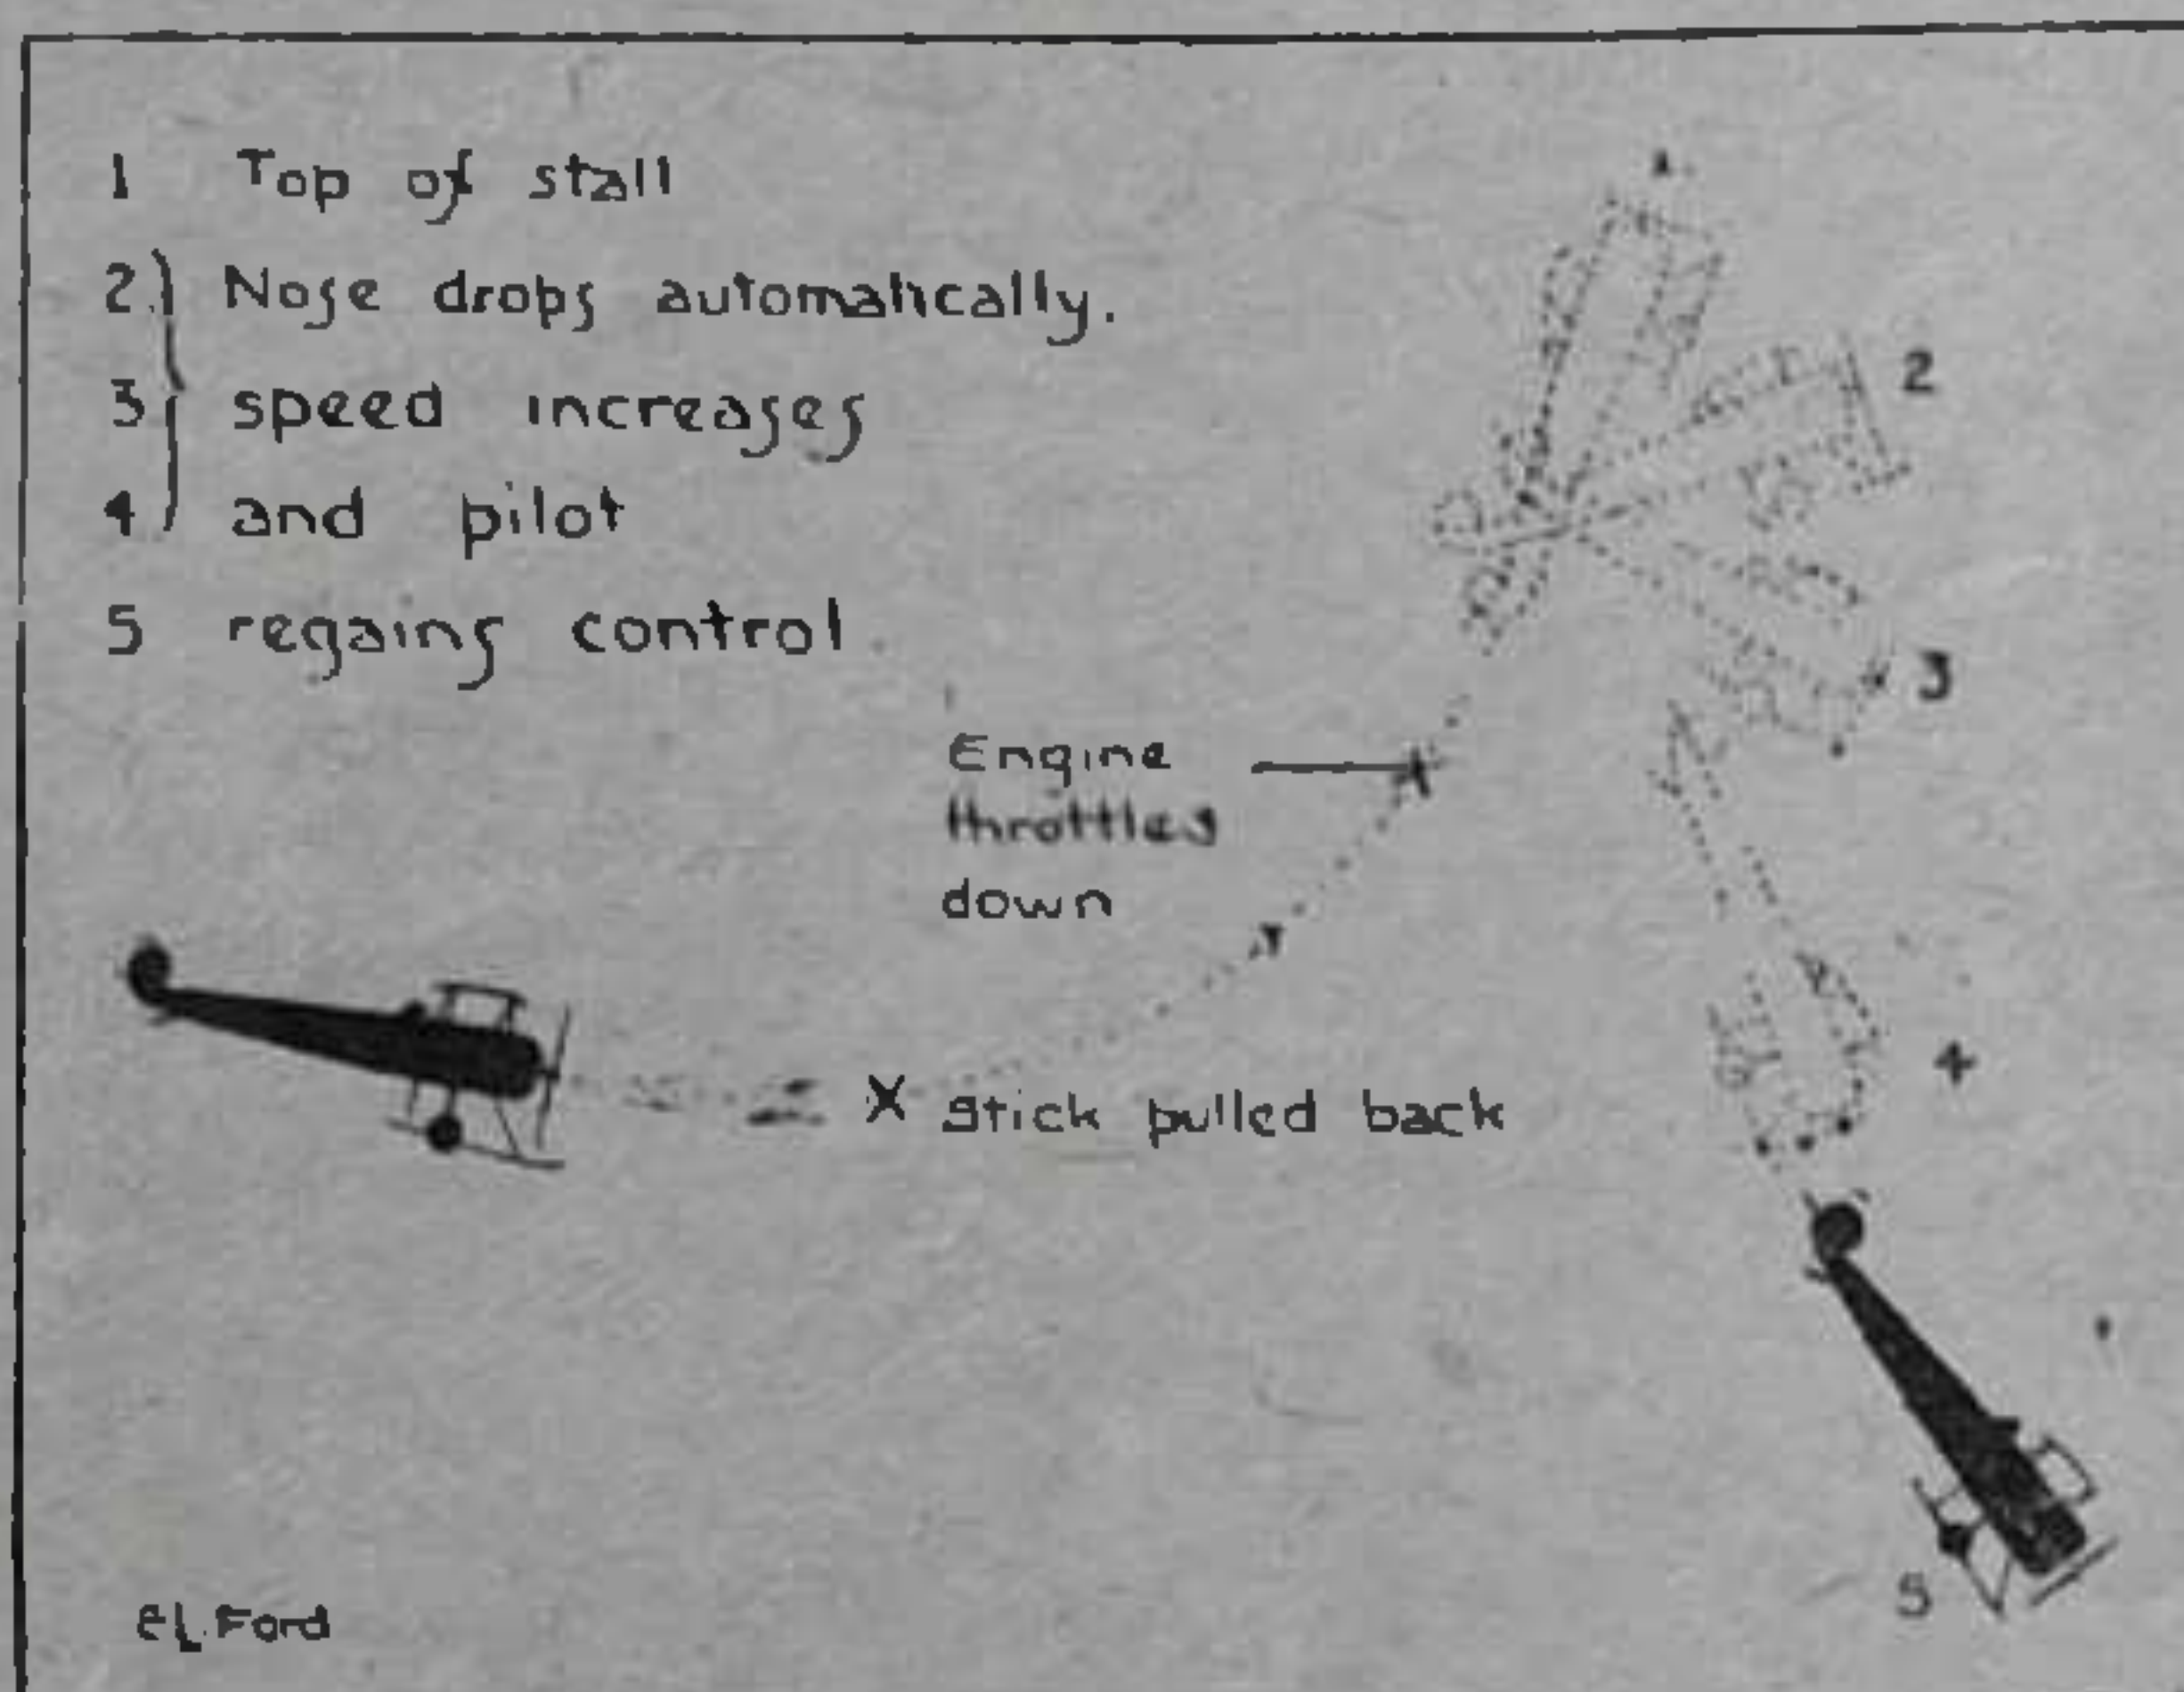 1 Top of stall
2 Nose drops automatically.
3 speed increases
4 and pilot
5 regains control
1
2
3
Engine
throttles
down
X stick pulled back
4
5
E.L. Ford